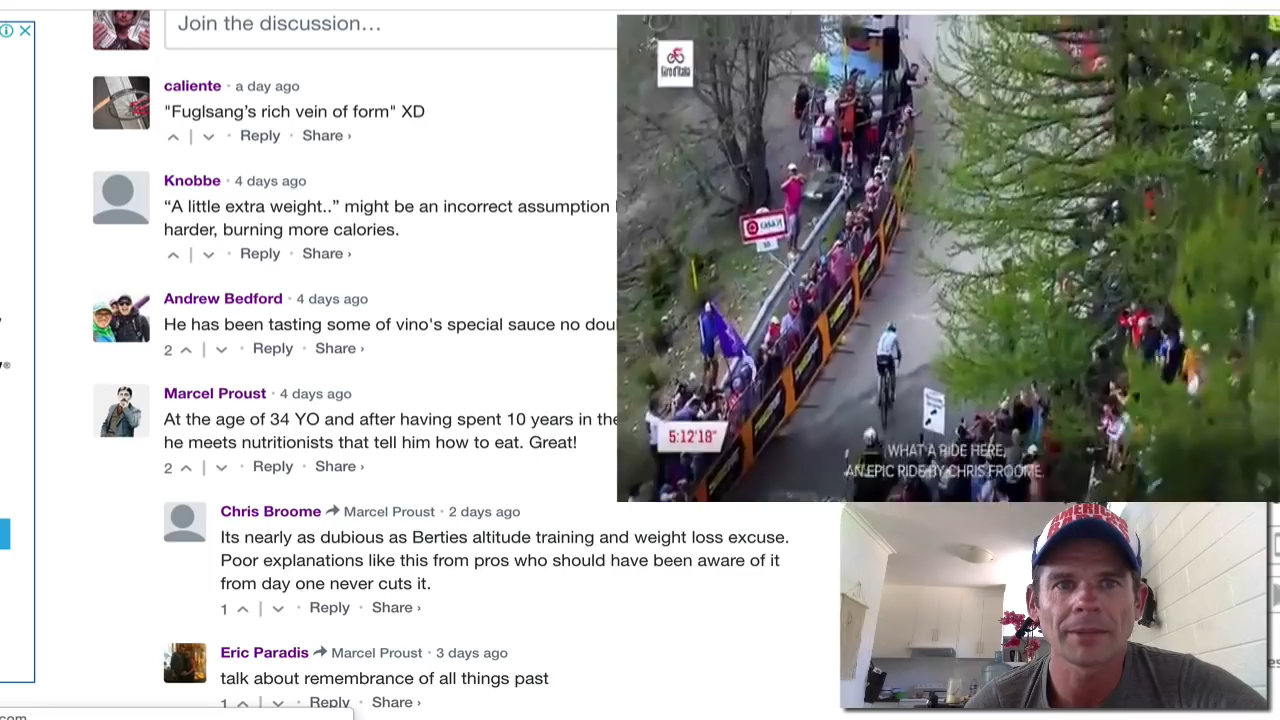 Join the discussion…
caliente • a day ago
"Fuglsang's rich vein of form" XD
Reply • Share ›
Knobbe • 4 days ago
“A little extra weight..” might be an incorrect assumption
harder, burning more calories.
Reply • Share ›
Andrew Bedford • 4 days ago
He has been tasting some of vino's special sauce no dou
2 Reply • Share ›
Marcel Proust • 4 days ago
At the age of 34 YO and after having spent 10 years in the
he meets nutritionists that tell him how to eat. Great!
2 Reply • Share ›
Chris Broome Marcel Proust • 2 days ago
Its nearly as dubious as Berties altitude training and weight loss excuse.
Poor explanations like this from pros who should have been aware of it
from day one never cuts it.
1 Reply • Share ›
Eric Paradis Marcel Proust • 3 days ago
talk about remembrance of all things past
1 Reply • Share ›
com
Giro d'Italia
5:12'18"
WHAT A RIDE HERE,
AN EPIC RIDE BY CHRIS FROOME.
AMERICA